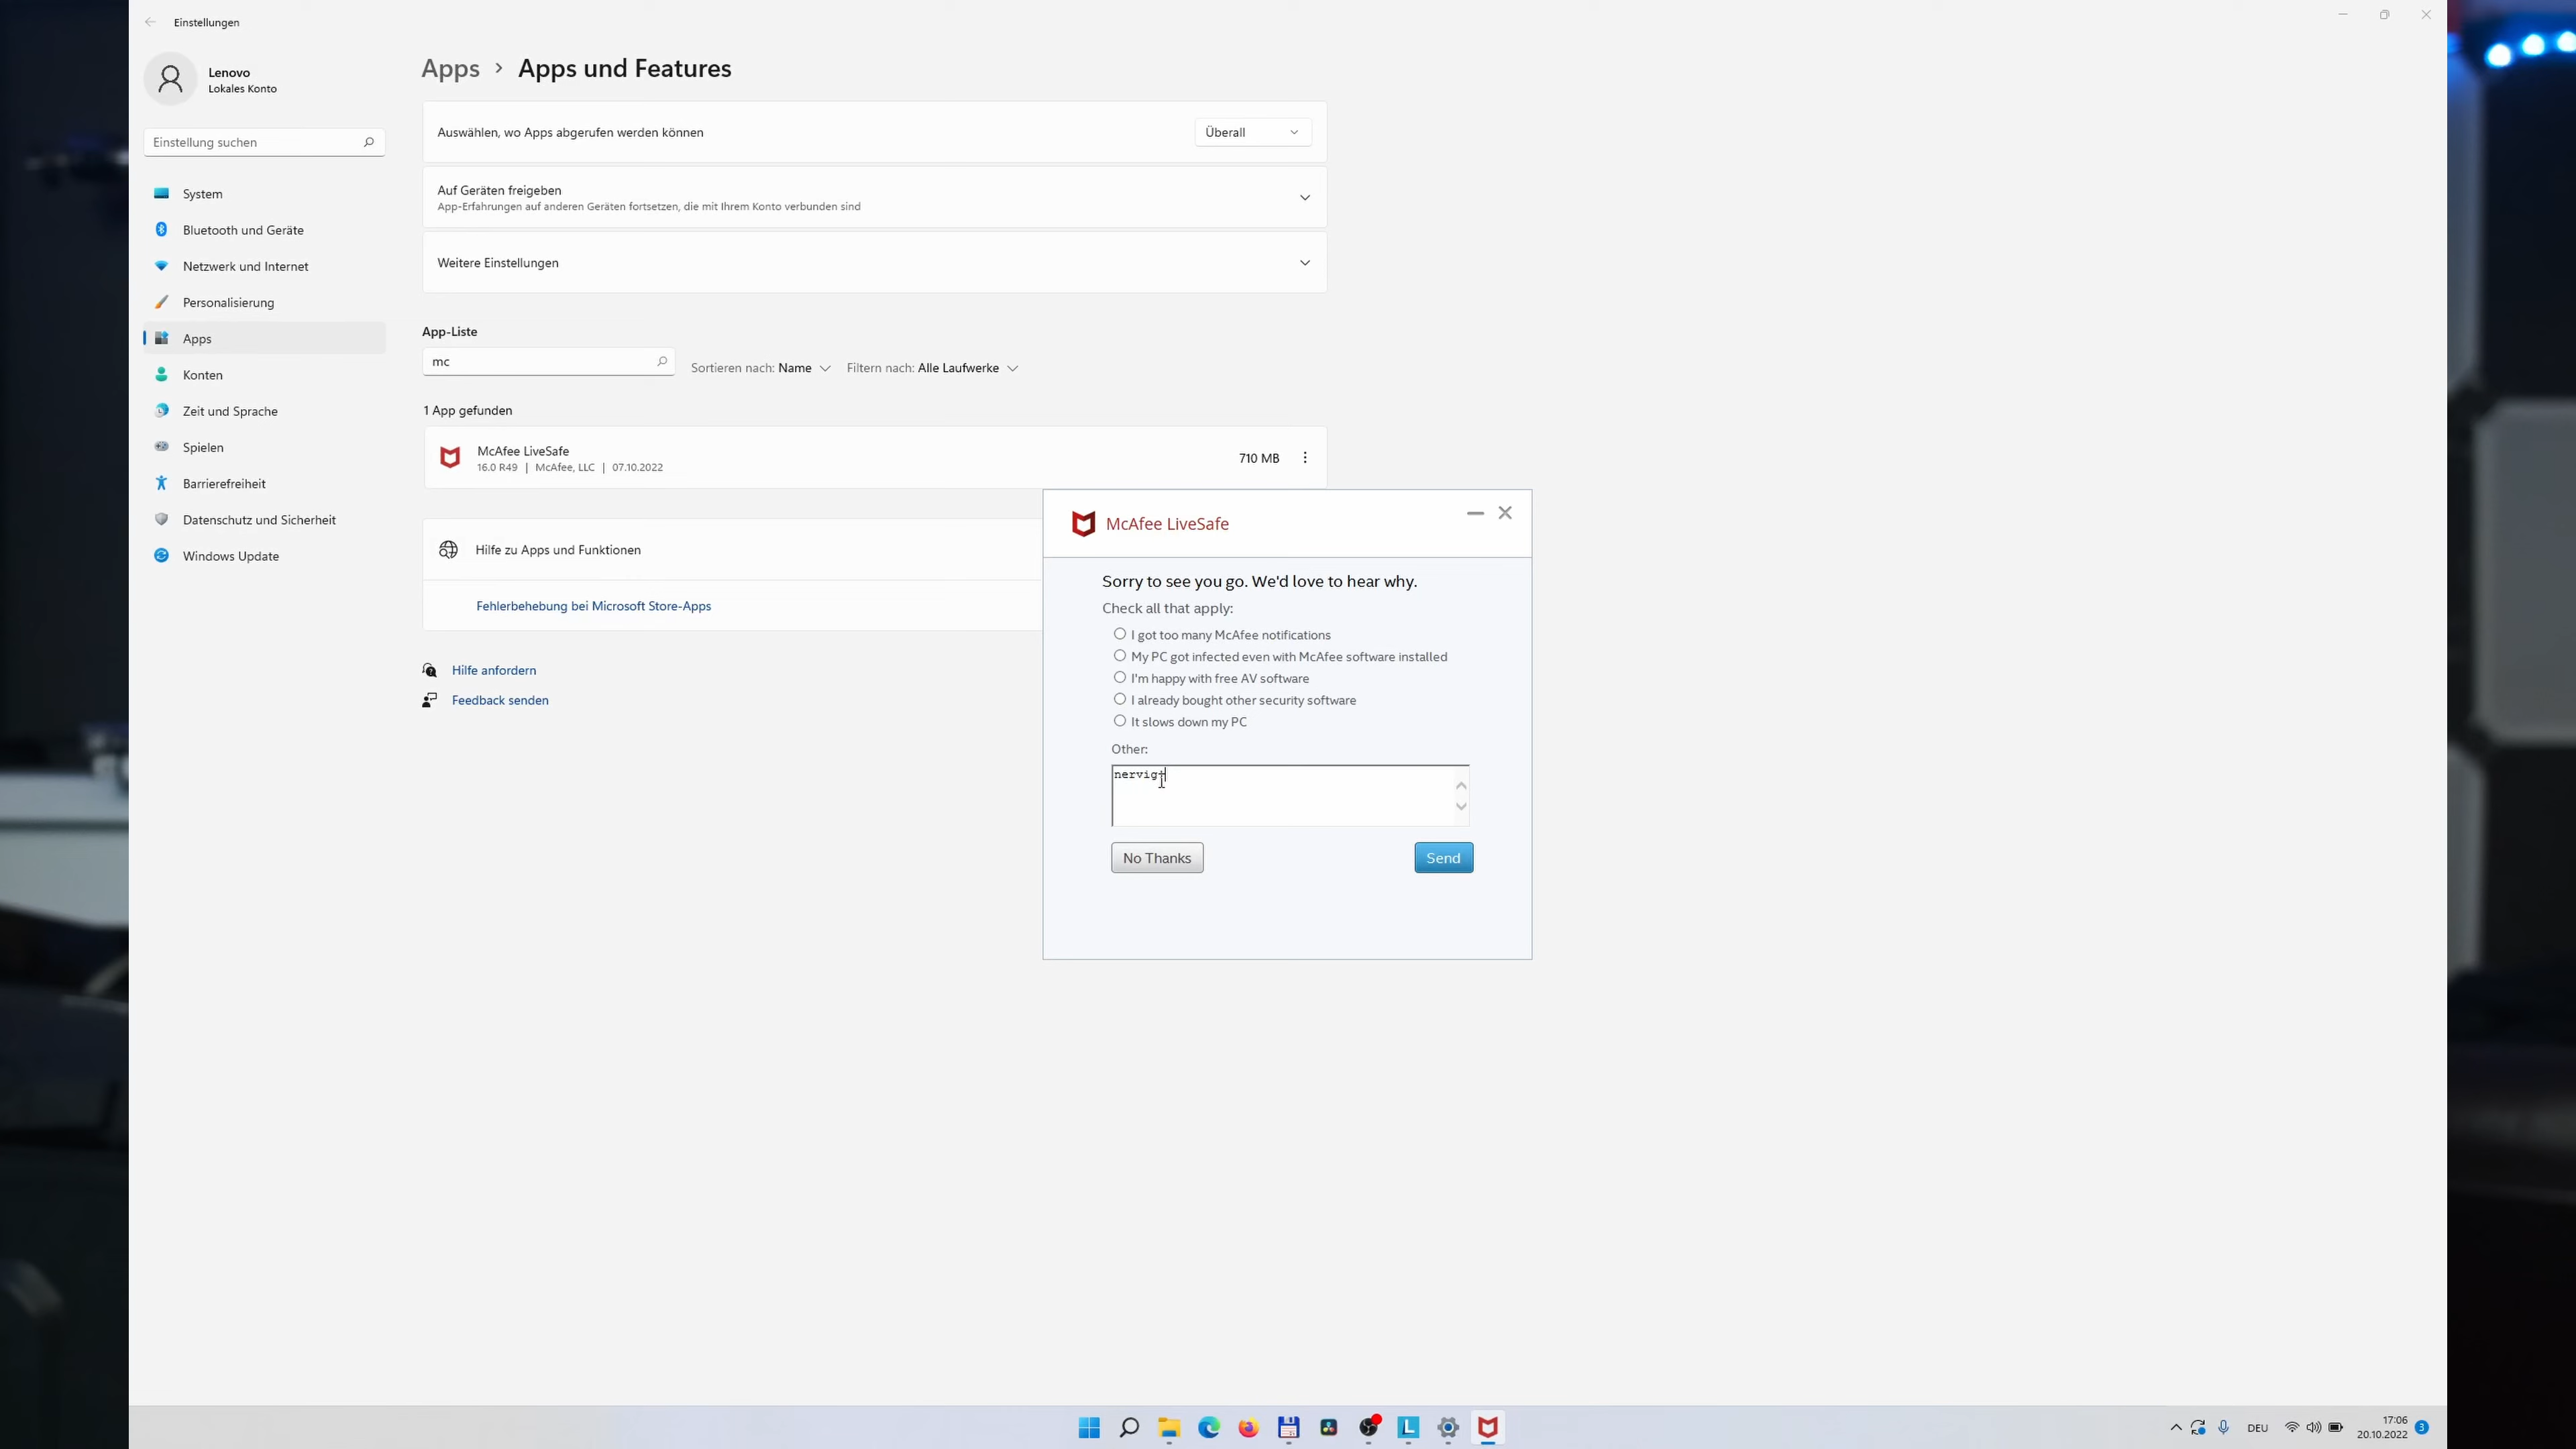 Einstellungen
Lenovo
Lokales Konto
Einstellung suchen
System
Bluetooth und Geräte
Netzwerk und Internet
Personalisierung
Apps
Konten
Zeit und Sprache
Spielen
Barrierefreiheit
Datenschutz und Sicherheit
Windows Update
Apps > Apps und Features
Auswählen, wo Apps abgerufen werden können
Überall
Auf Geräten freigeben
App-Erfahrungen auf anderen Geräten fortsetzen, die mit Ihrem Konto verbunden sind
Weitere Einstellungen
App-Liste
mc
Sortieren nach: Name
Filtern nach: Alle Laufwerke
1 App gefunden
McAfee LiveSafe
16.0 R49 | McAfee, LLC | 07.10.2022
710 MB
Hilfe zu Apps und Funktionen
Fehlerbehebung bei Microsoft Store-Apps
Hilfe anfordern
Feedback senden
McAfee LiveSafe
Sorry to see you go. We'd love to hear why.
Check all that apply:
I got too many McAfee notifications
My PC got infected even with McAfee software installed
I'm happy with free AV software
I already bought other security software
It slows down my PC
Other:
No Thanks
Send
L
DEU
17:06
20.10.2022
3